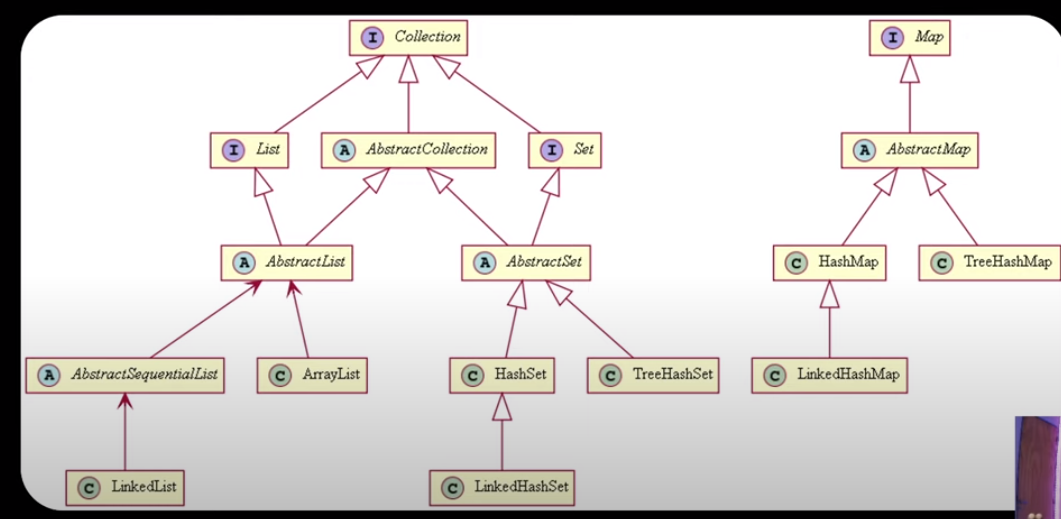 I Collection
I Map
I List
A AbstractCollection
I Set
A AbstractMap
A AbstractList
A AbstractSet
C HashMap
C TreeHashMap
A AbstractSequentialList
C ArrayList
C HashSet
C TreeHashSet
C LinkedHashMap
C LinkedList
C LinkedHashSet